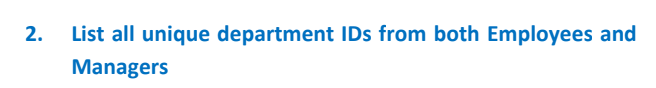 2. List all unique department IDs from both Employees and
Managers